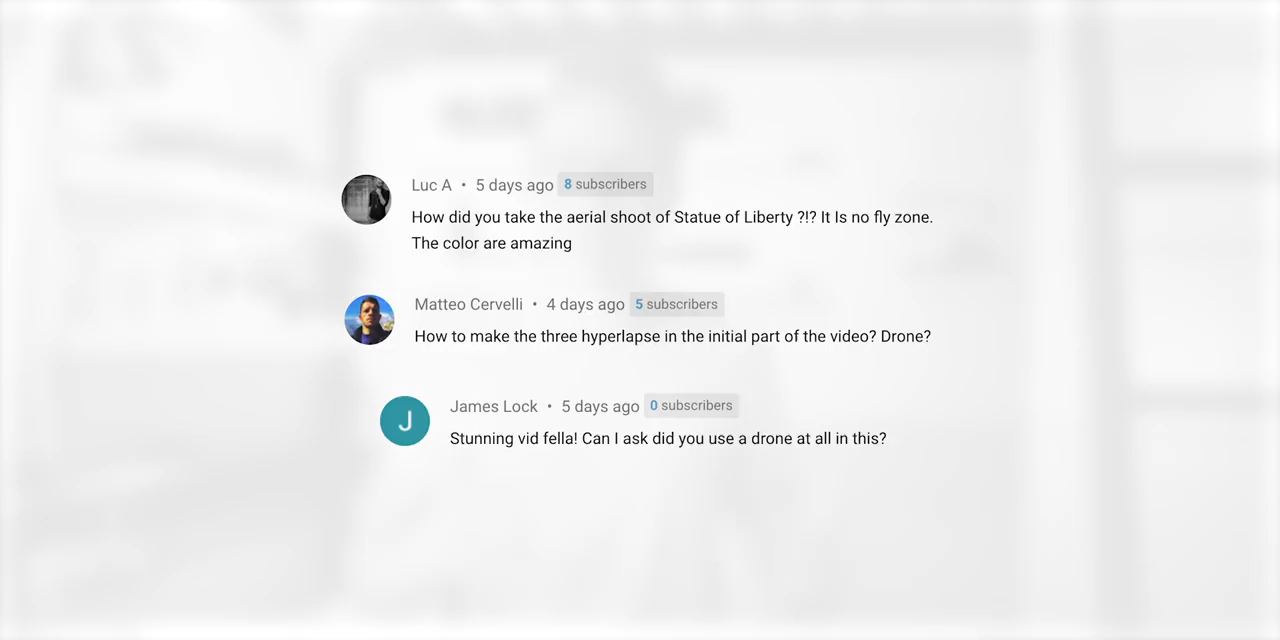 Luc A • 5 days ago 8 subscribers
How did you take the aerial shoot of Statue of Liberty ?!? It Is no fly zone.
The color are amazing
Matteo Cervelli • 4 days ago 5 subscribers
How to make the three hyperlapse in the initial part of the video? Drone?
J
James Lock • 5 days ago 0 subscribers
Stunning vid fella! Can I ask did you use a drone at all in this?